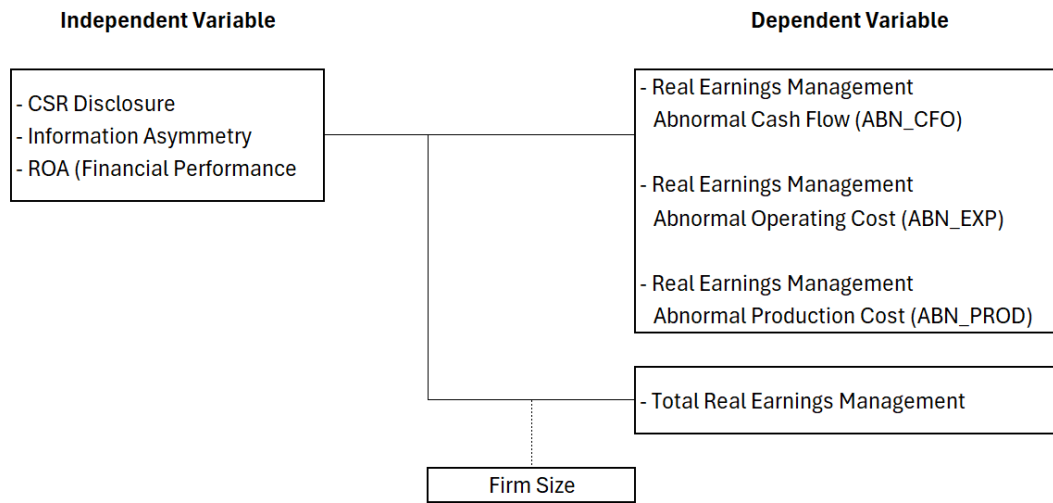 Independent Variable
Dependent Variable
- CSR Disclosure
- Information Asymmetry
- ROA (Financial Performance
- Real Earnings Management
Abnormal Cash Flow (ABN_CFO)
- Real Earnings Management
Abnormal Operating Cost (ABN_EXP)
- Real Earnings Management
Abnormal Production Cost (ABN_PROD)
- Total Real Earnings Management
Firm Size